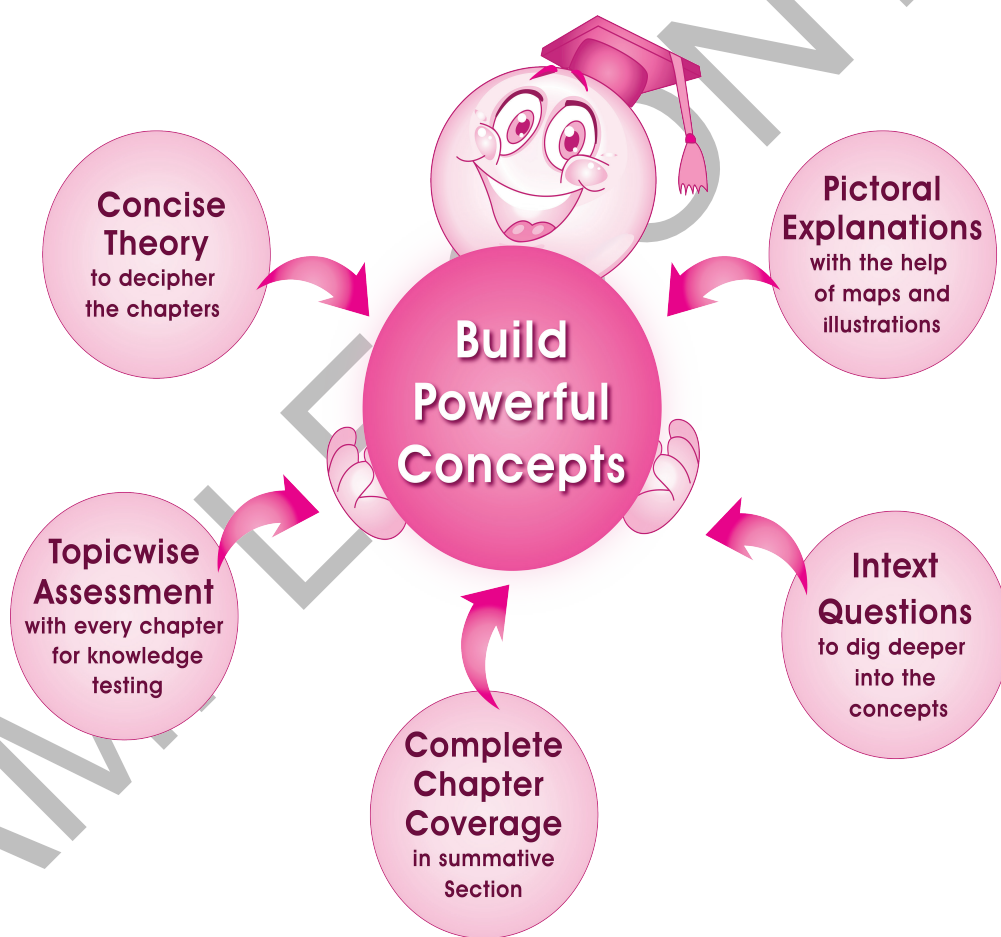 Build
Powerful
Concepts
Concise
Theory
to decipher
the chapters
Pictoral
Explanations
with the help
of maps and
illustrations
Topicwise
Assessment
with every chapter
for knowledge
testing
Intext
Questions
to dig deeper
into the
concepts
Complete
Chapter
Coverage
in summative
Section